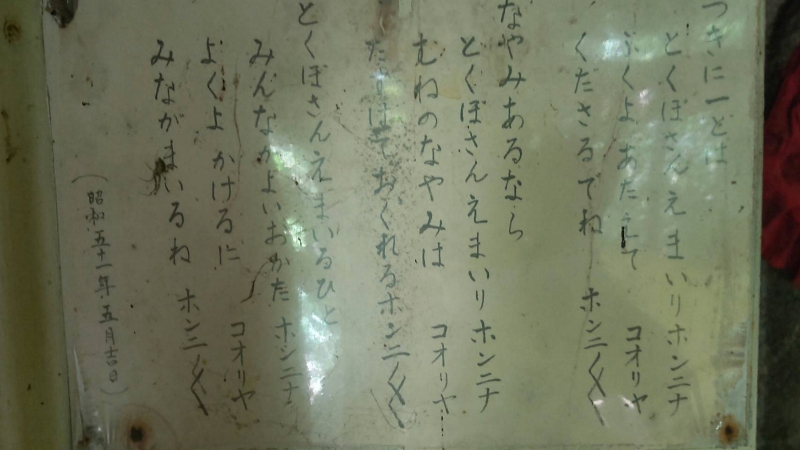 つきに一どは
とくぼさんえまいりホンニナ
ふくよあたえて コオリャ
くださるでね ホンニ〱
なやみあるなら
とくぼさんえまいりホンニナ
むねのなやみは コオリャ
たすけておくれるホンニ〱
とくぼさんえまいるひと
みんななかよいおかた ホンニナ
よくよ かけるに コオリャ
みながまいるね ホンニ〱
(昭和五十一年五月吉日)